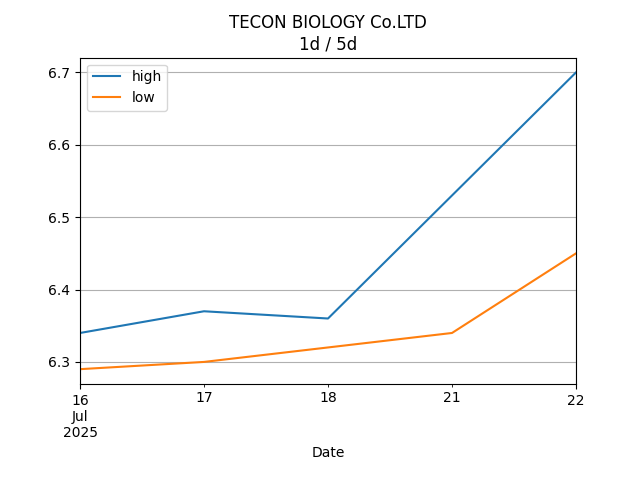 TECON BIOLOGY Co.LTD
1d / 5d
high
low
6.7
6.6
6.5
6.4
6.3
16 17 18 21 22
Jul
2025
Date